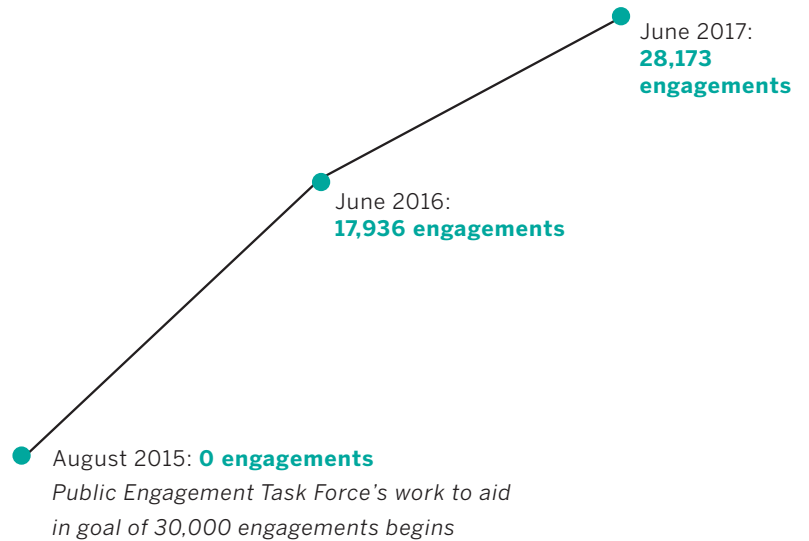 June 2017:
28,173
engagements
June 2016:
17,936 engagements
August 2015: 0 engagements
Public Engagement Task Force’s work to aid
in goal of 30,000 engagements begins